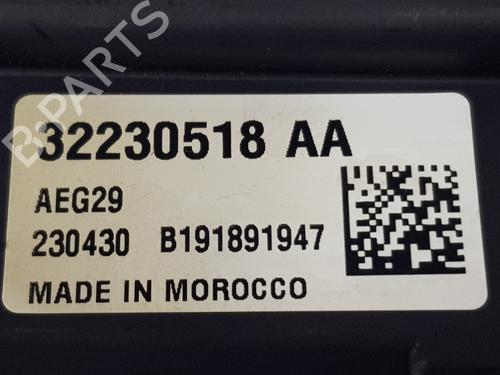 32230518 AA
AEG29
230430 B191891947
MADE IN MOROCCO
B-PARTS